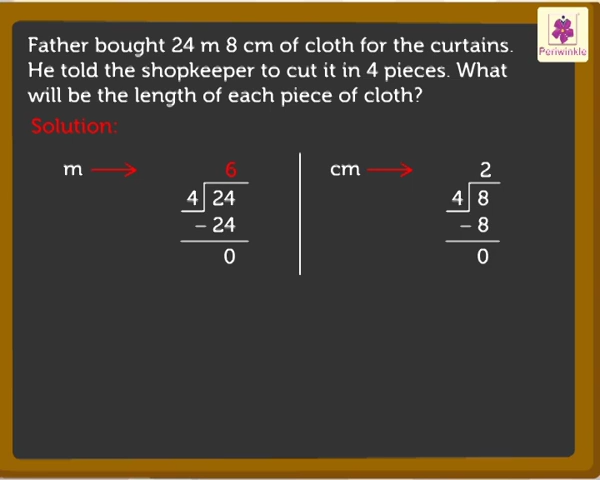 Father bought 24 m 8 cm of cloth for the curtains.
He told the shopkeeper to cut it in 4 pieces. What
will be the length of each piece of cloth?
Solution:
m
6
4 24
– 24
0
cm
2
4 8
– 8
0
Periwinkle